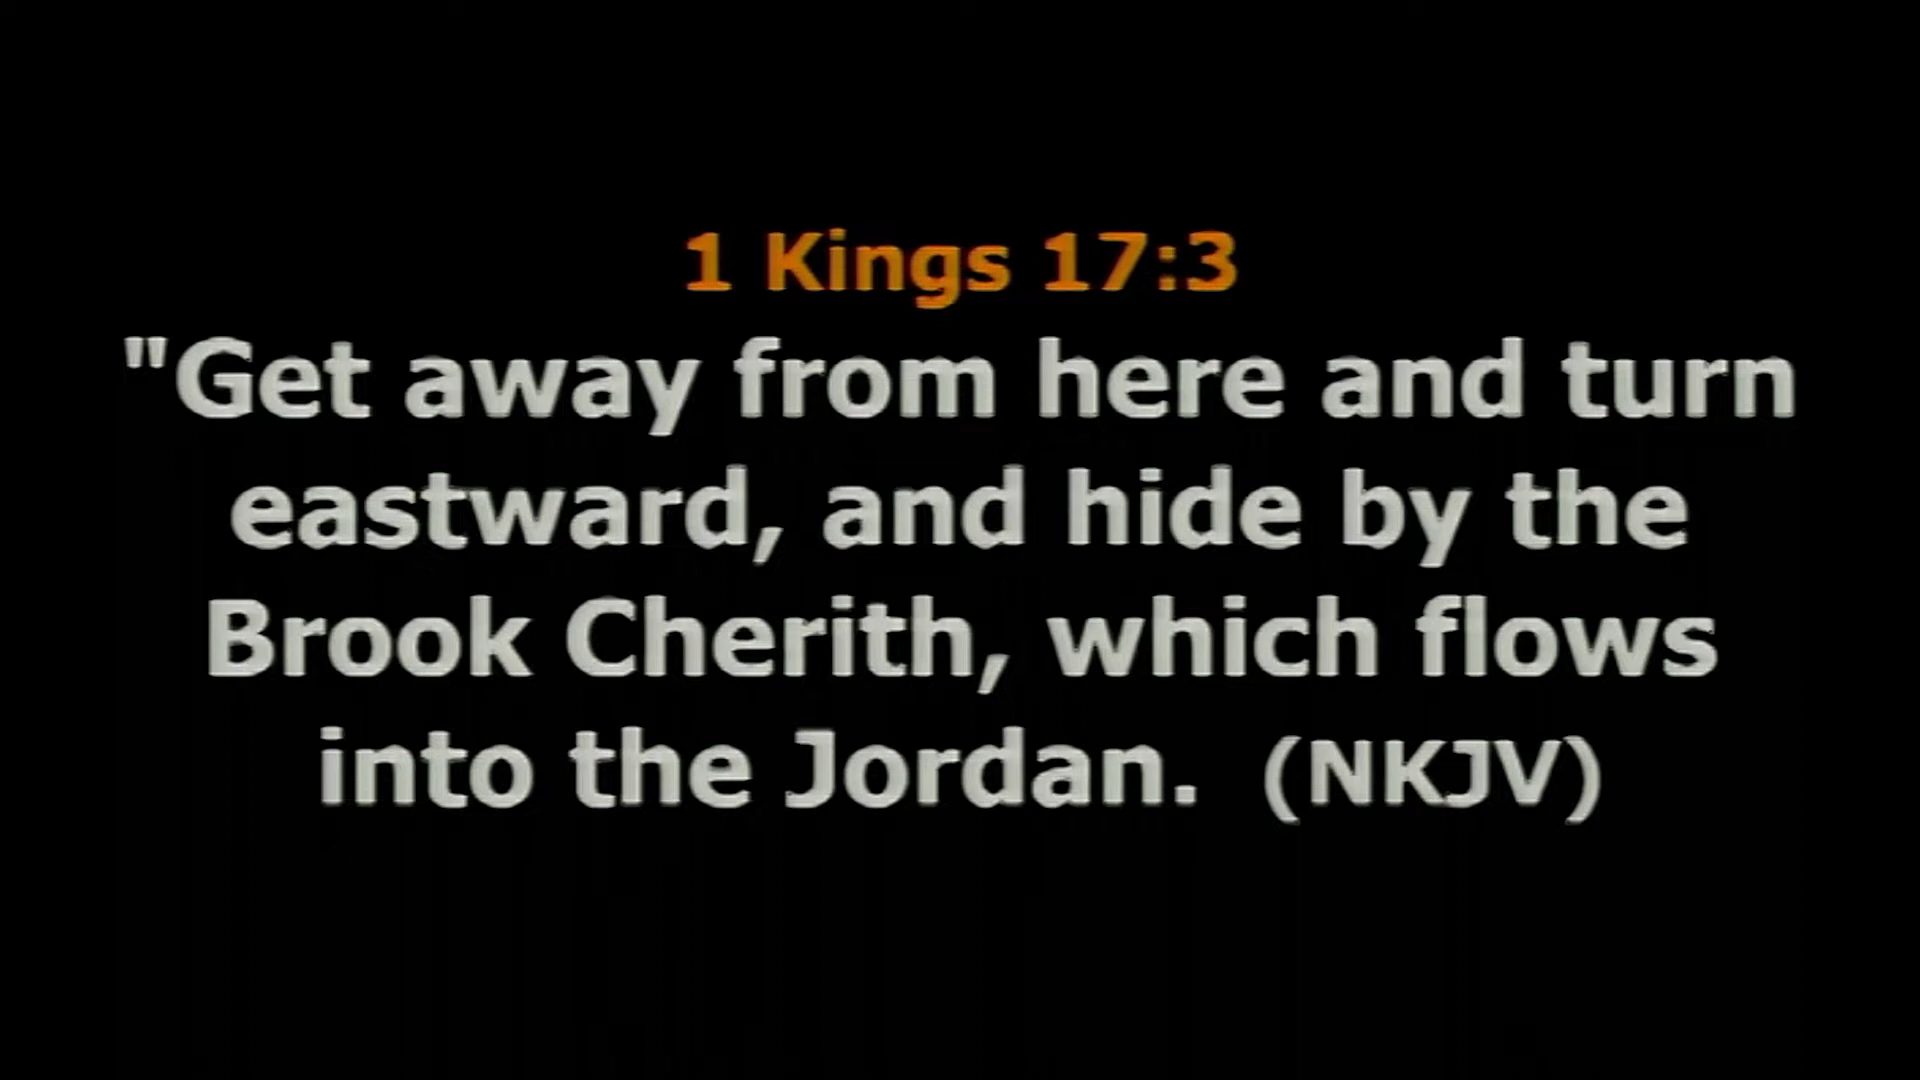 1 Kings 17:3
"Get away from here and turn
eastward, and hide by the
Brook Cherith, which flows
into the Jordan. (NKJV)